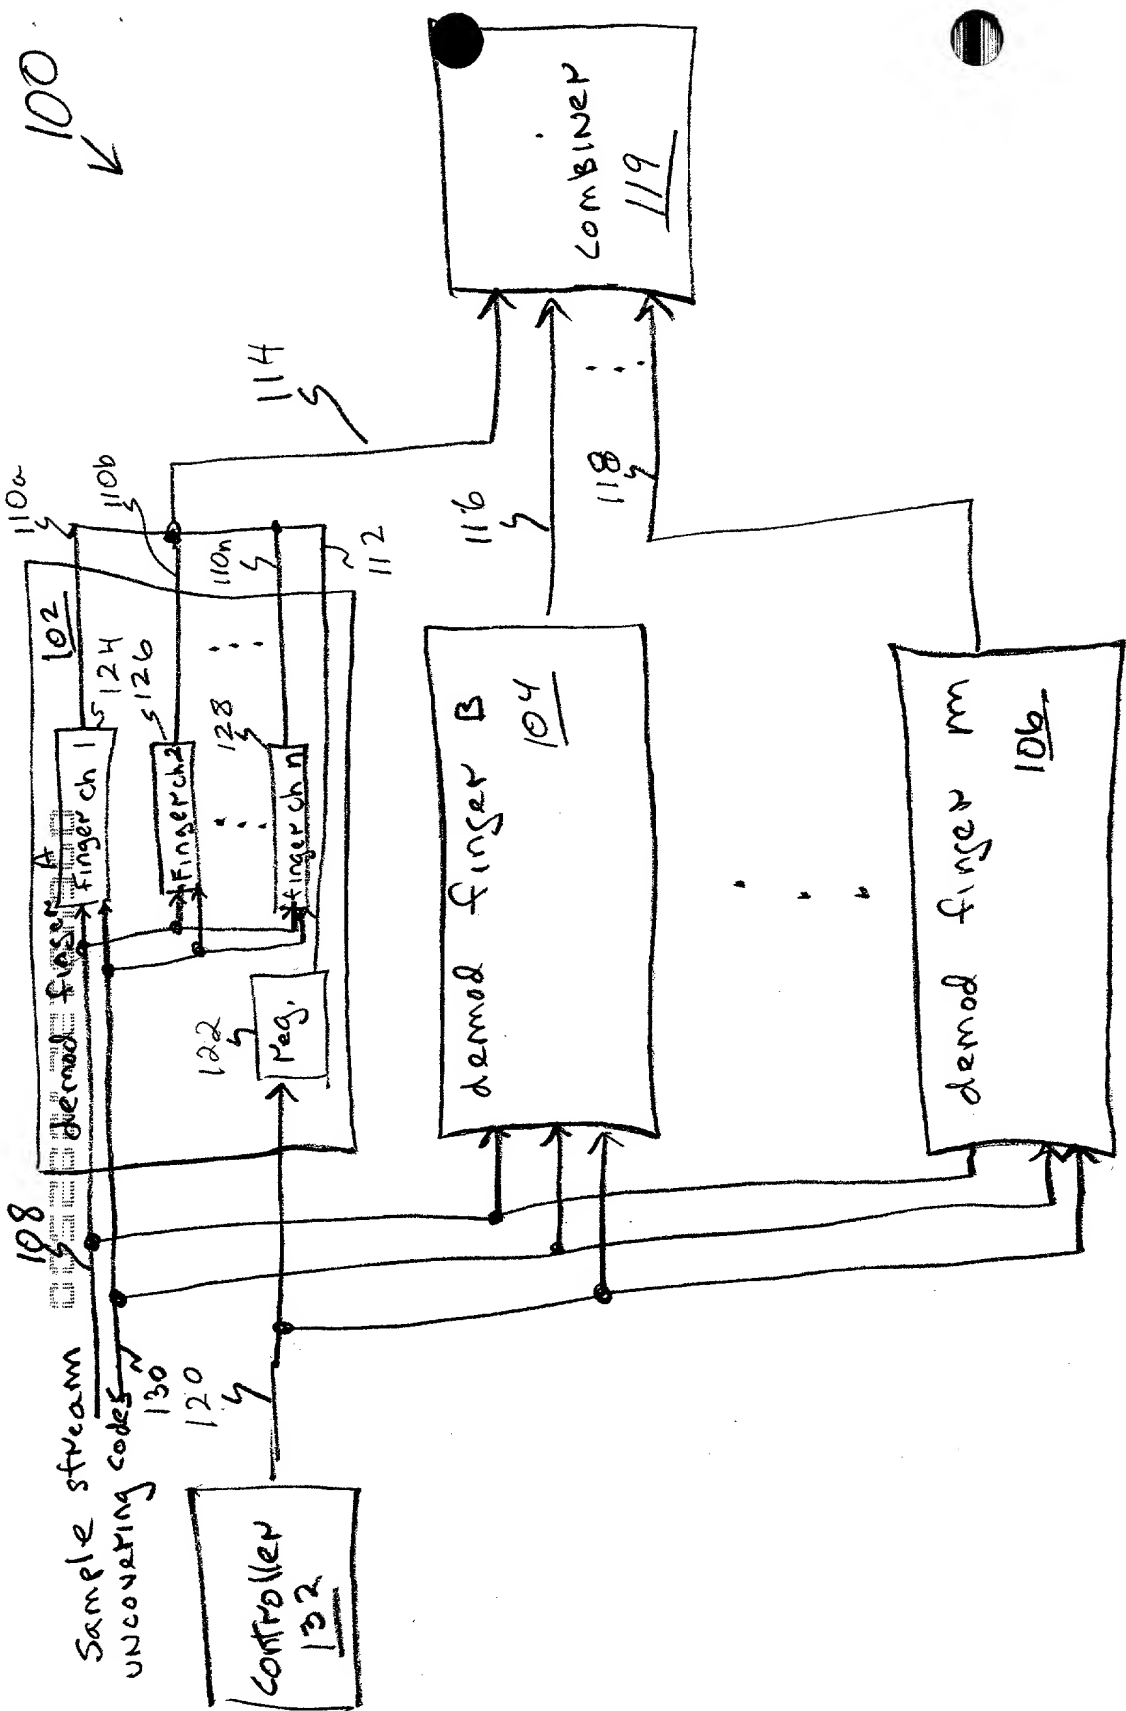 100
Sample stream
108
uncovering codes
130
120
Controller
132
demod finger A
102
Finger ch 1
124
126
Finger ch 2
128
Finger ch n
122
reg.
110a
110b
110n
112
114
demod finger B
104
116
demod finger m
106
118
combiner
119